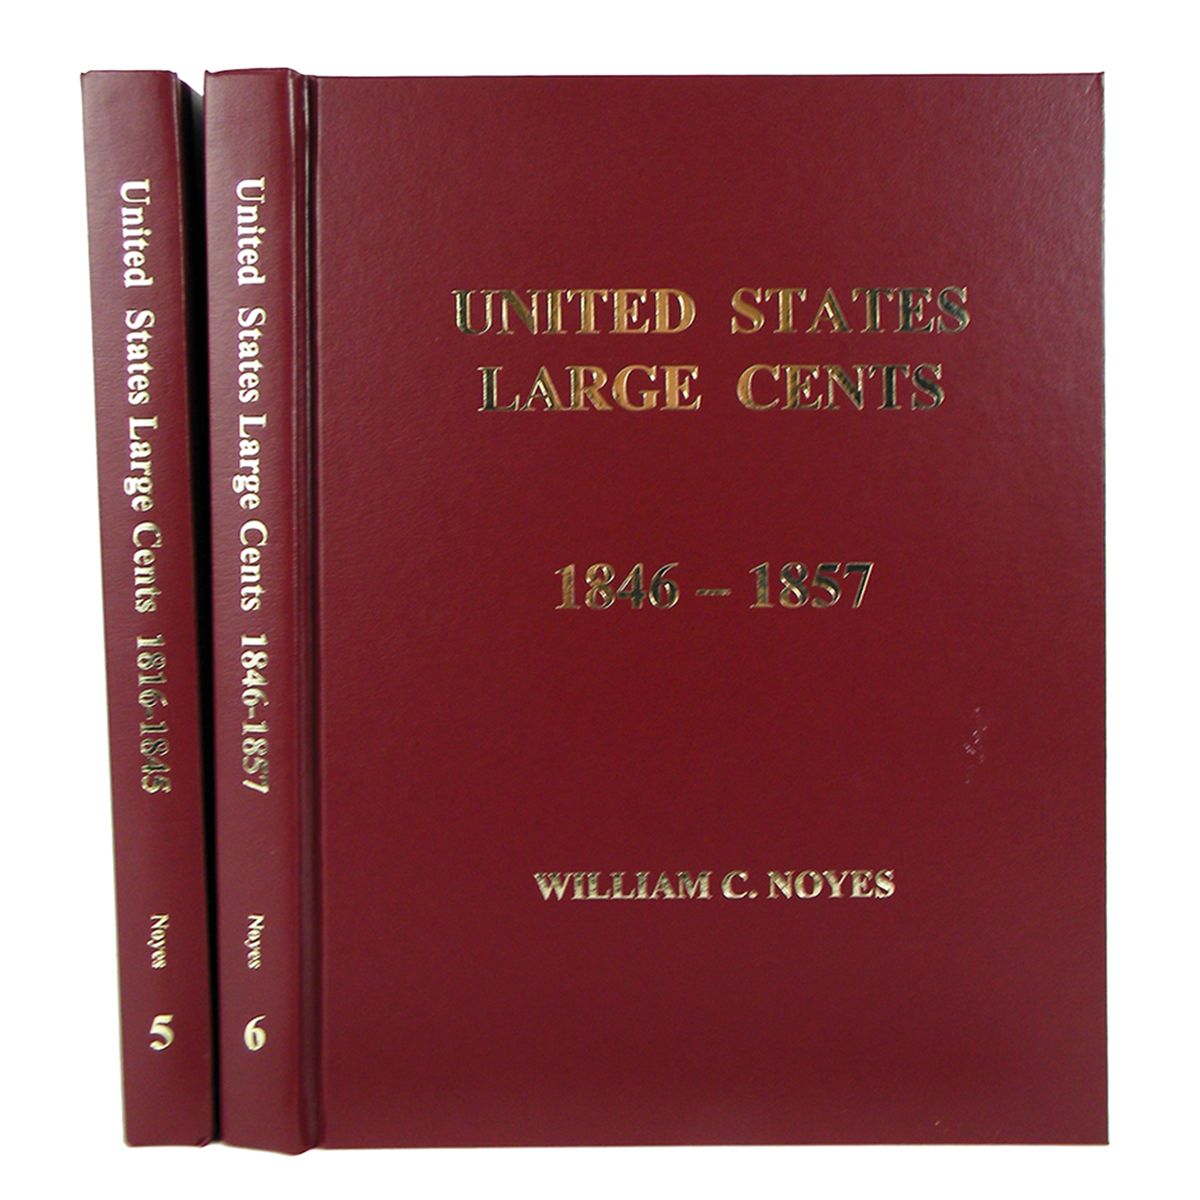 United States Large Cents 1816-1845 Noyes 5
United States Large Cents 1846-1857 Noyes 6
UNITED STATES
LARGE CENTS
1846 – 1857
WILLIAM C. NOYES